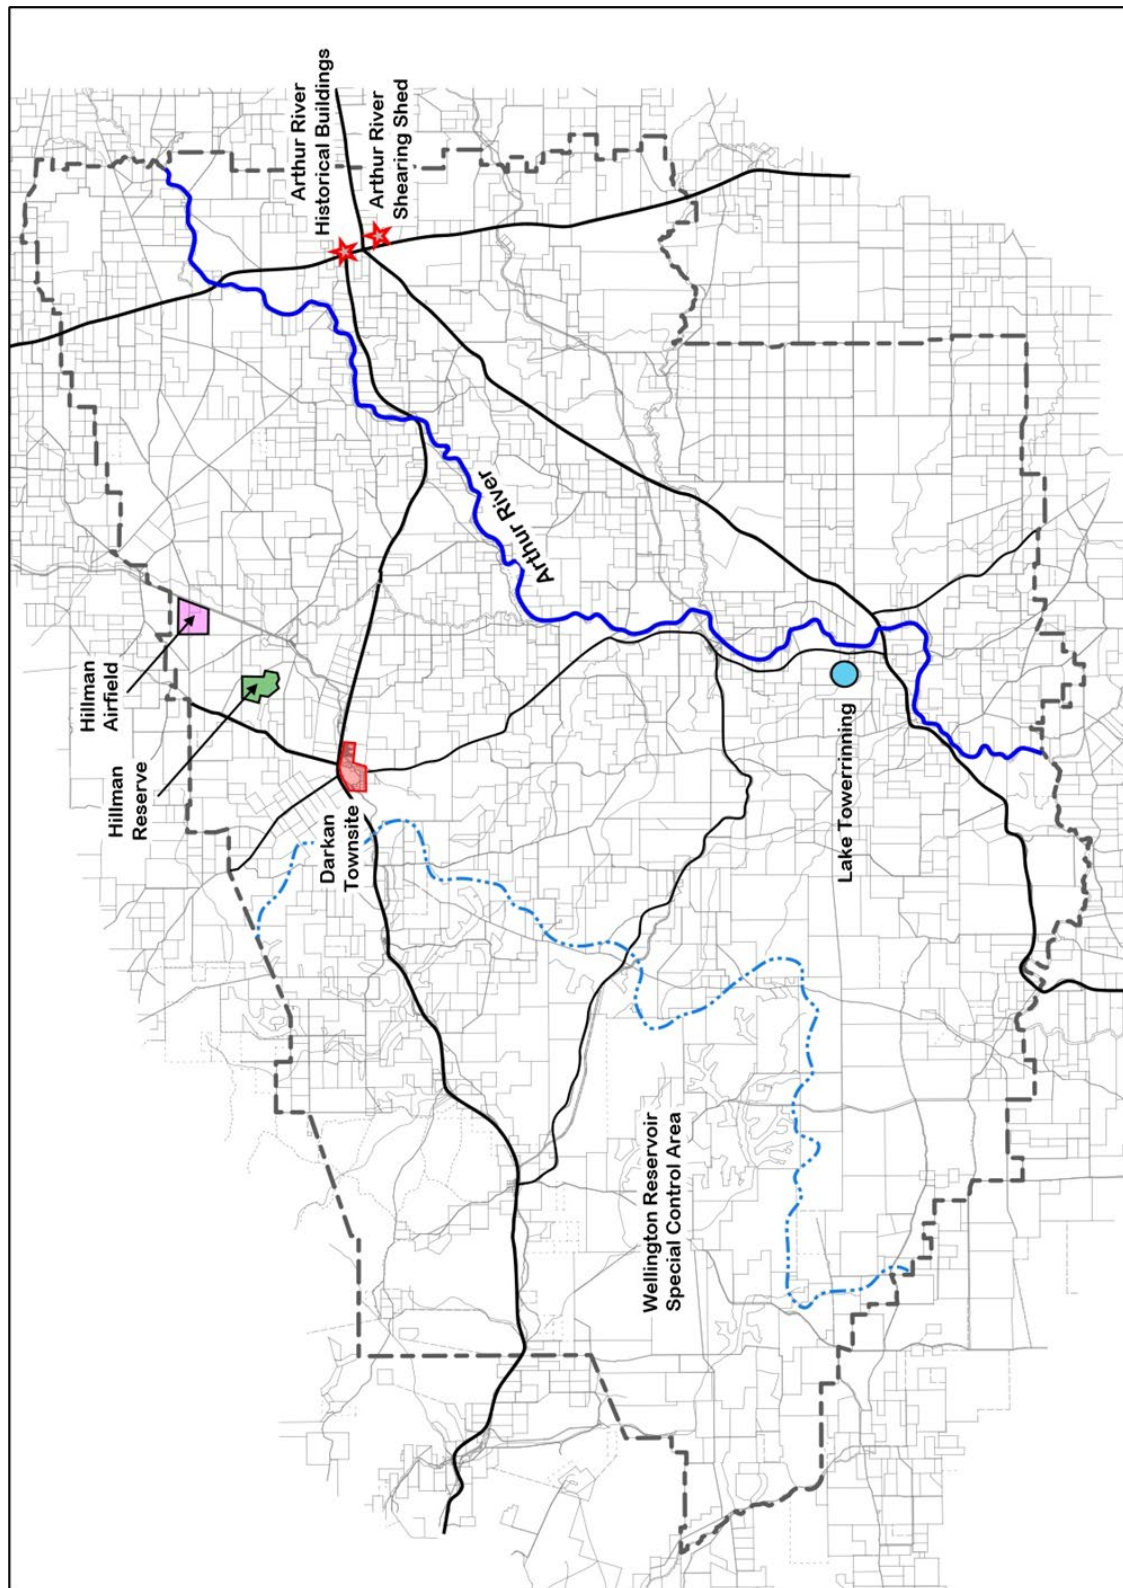 Arthur River
Historical Buildings
Arthur River
Shearing Shed
Hillman
Airfield
Hillman
Reserve
Arthur River
Darkan
Townsite
Lake Towerrinning
Wellington Reservoir
Special Control Area